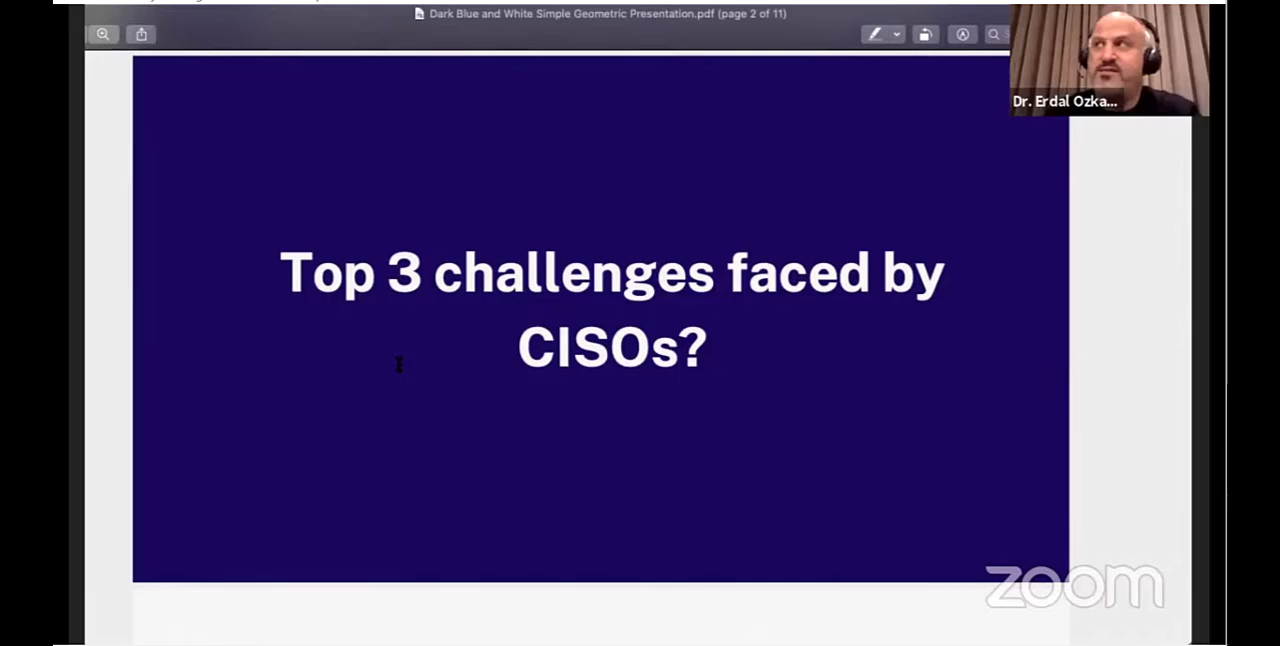 Dark Blue and White Simple Geometric Presentation.pdf (page 2 of 11)
Dr. Erdal Ozka...
Top 3 challenges faced by
CISOs?
zoom